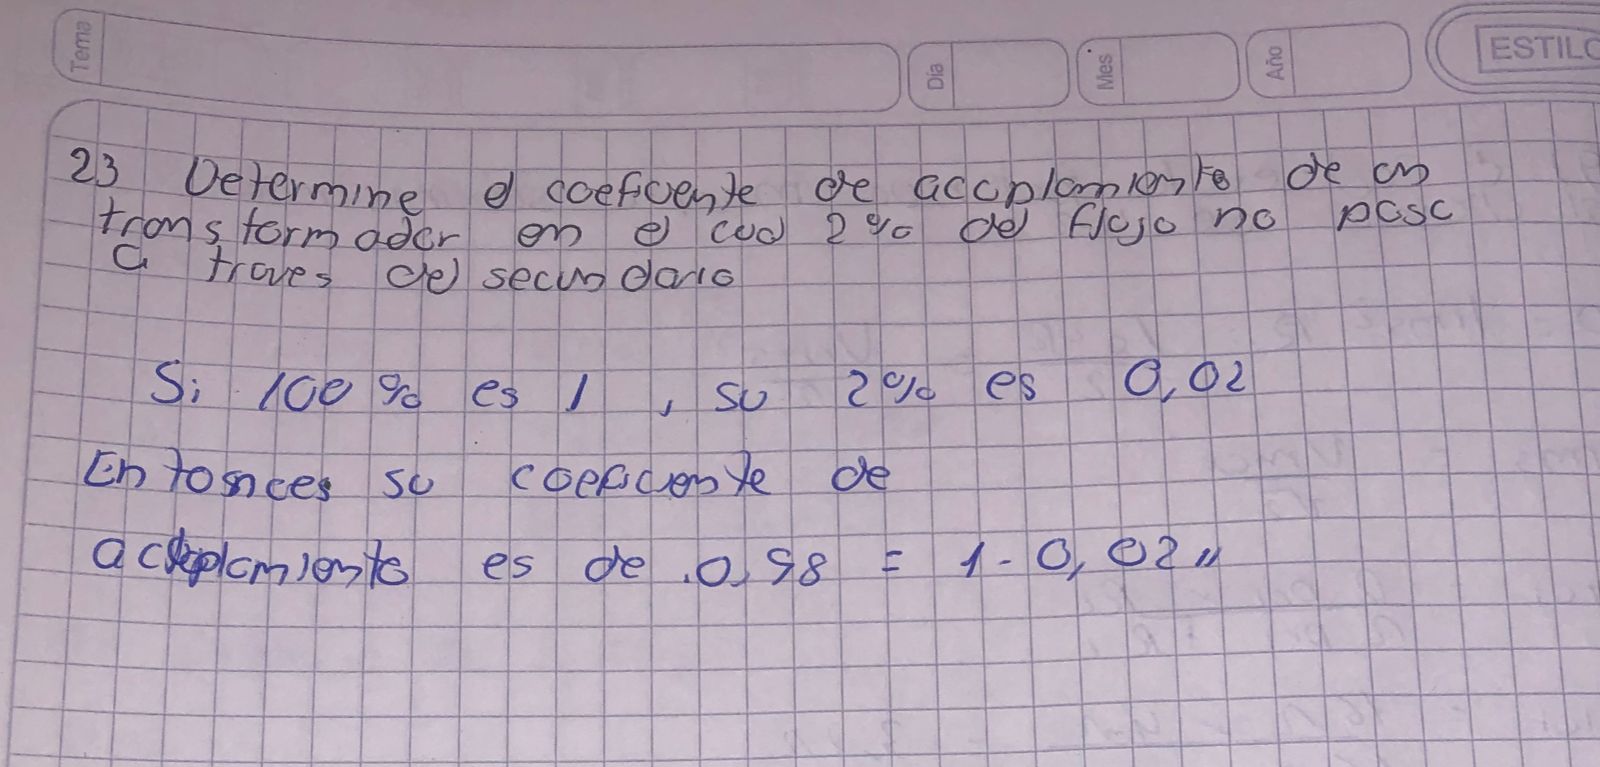 Tema
Día
Mes
Año
ESTILO
23 Determine el coeficente de acoplamiento de un
transformador en el cual 2% del flujo no pasa
a traves del secundario
Si 100% es 1, su 2% es 0,02
Entonces su coeficiente de
acoplamiento es de 0,98 = 1-0,02 //